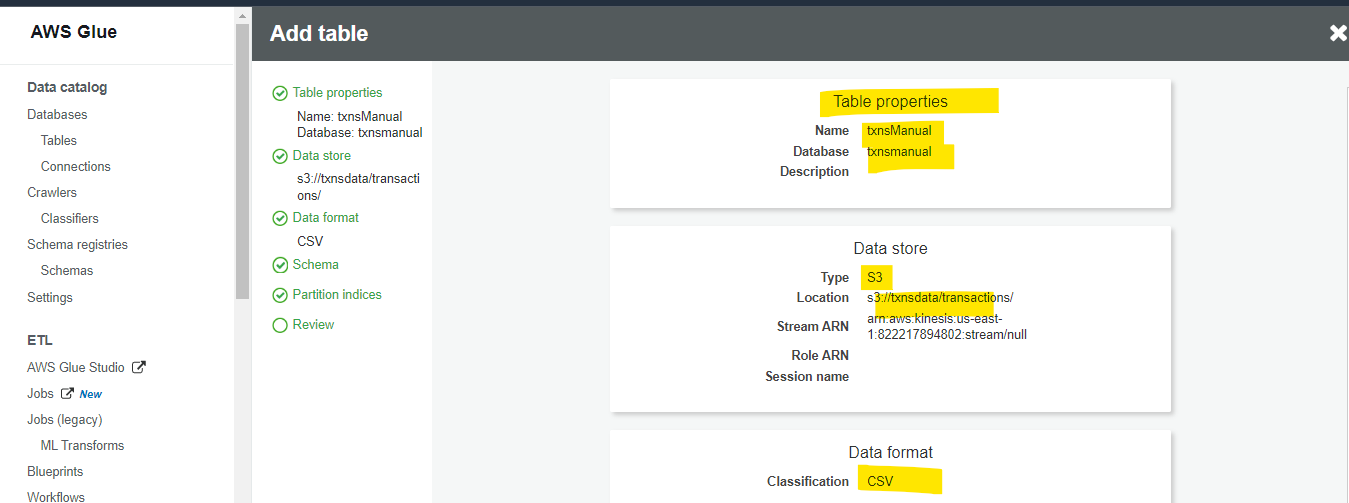 AWS Glue
Data catalog
Databases
Tables
Connections
Crawlers
Classifiers
Schema registries
Schemas
Settings
ETL
AWS Glue Studio
Jobs New
Jobs (legacy)
ML Transforms
Blueprints
Workflows
Add table
Table properties
Name: txnsManual
Database: txnsmanual
Data store
s3://txnsdata/transacti
ons/
Data format
CSV
Schema
Partition indices
Review
Table properties
Name txnsManual
Database txnsmanual
Description
Data store
Type S3
Location s3://txnsdata/transactions/
Stream ARN arn:aws:kinesis:us-east-
1:822217894802:stream/null
Role ARN
Session name
Data format
Classification CSV